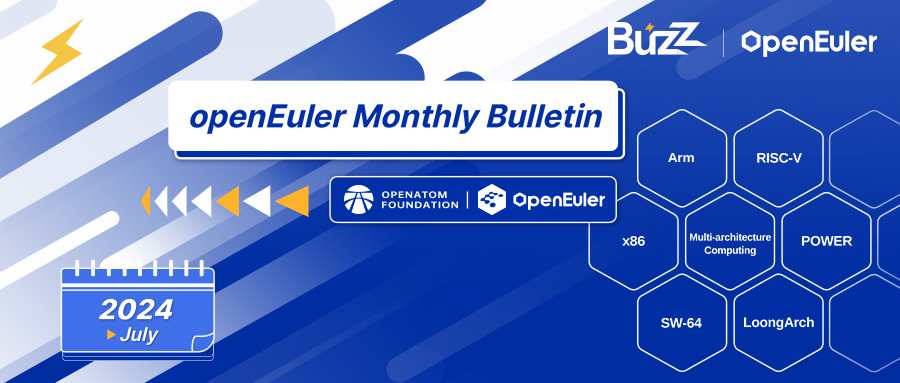 Buzz
OpenEuler
openEuler Monthly Bulletin
OPENATOM
FOUNDATION
OpenEuler
Arm
RISC-V
x86
Multi-architecture
Computing
POWER
SW-64
LoongArch
2024
July